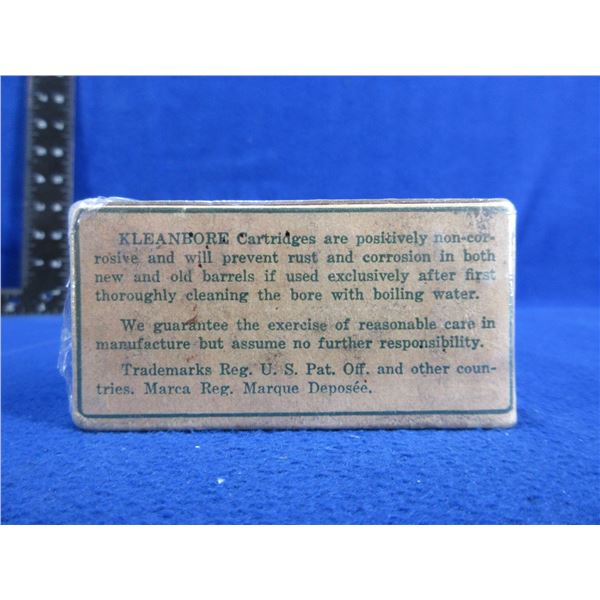 KLEANBORE Cartridges are positively non-cor-
rosive and will prevent rust and corrosion in both
new and old barrels if used exclusively after first
thoroughly cleaning the bore with boiling water.
We guarantee the exercise of reasonable care in
manufacture but assume no further responsibility.
Trademarks Reg. U. S. Pat. Off. and other coun-
tries. Marca Reg. Marque Deposée.